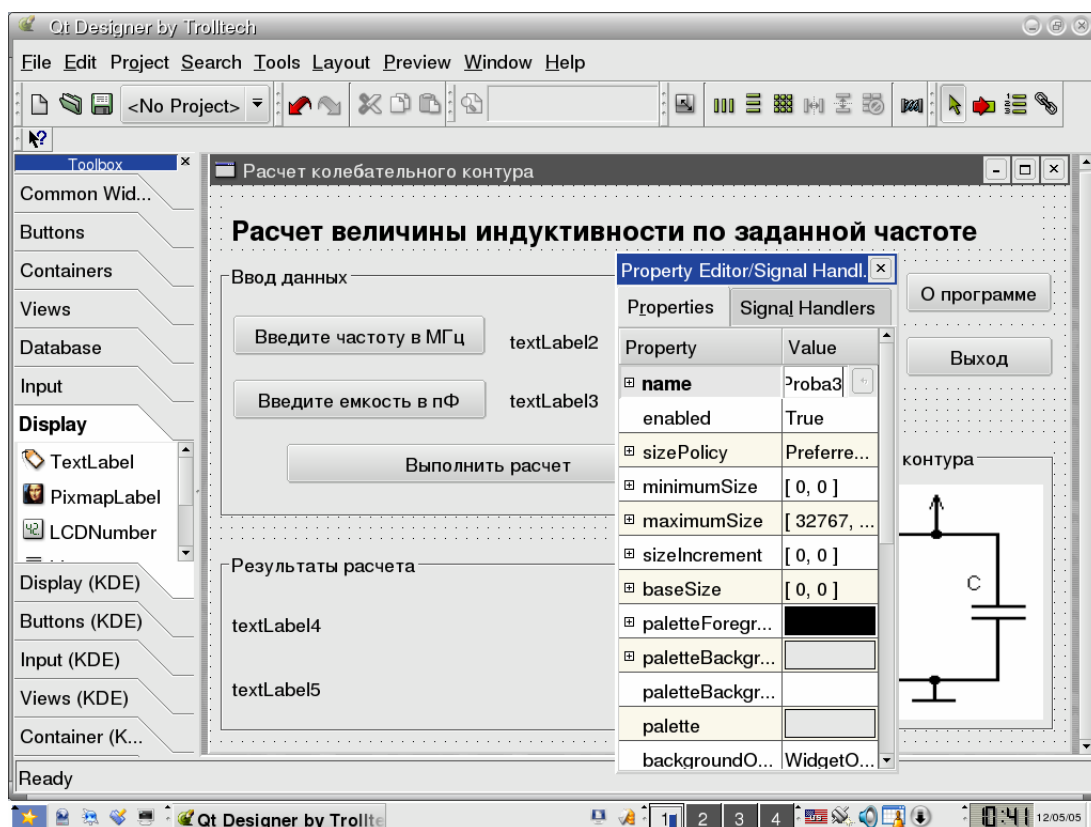 Qt Designer by Trolltech
File Edit Project Search Tools Layout Preview Window Help
<No Project>
Toolbox
Common Wid...
Buttons
Containers
Views
Database
Input
Display
TextLabel
PixmapLabel
LCDNumber
Display (KDE)
Buttons (KDE)
Input (KDE)
Views (KDE)
Container (K...
Расчет колебательного контура
Расчет величины индуктивности по заданной частоте
Ввод данных
Введите частоту в МГц textLabel2
Введите емкость в пФ textLabel3
Выполнить расчет
Результаты расчета
textLabel4
textLabel5
Property Editor/Signal Handl.
Properties Signal Handlers
Property Value
name Proba3
enabled True
sizePolicy Preferre...
minimumSize [ 0, 0 ]
maximumSize [ 32767, ...
sizeIncrement [ 0, 0 ]
baseSize [ 0, 0 ]
paletteForegr...
paletteBackgr...
paletteBackgr...
palette
backgroundO... WidgetO...
О программе
Выход
контура
C
Ready
Qt Designer by Trollte
1 2 3 4
0:41 12/05/05